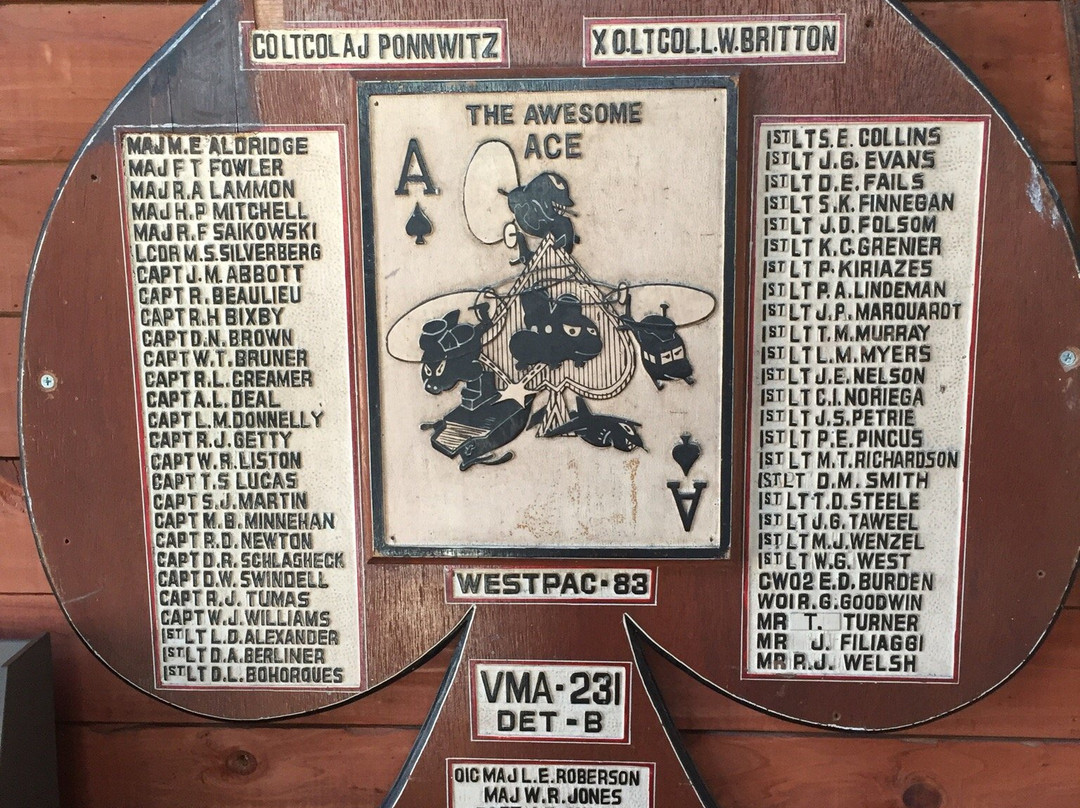 CO LTCOL AJ PONNWITZ
XO. LTCOL. L.W. BRITTON
MAJ M.E ALDRIDGE
MAJ F T FOWLER
MAJ R.A LAMMON
MAJ H.P MITCHELL
MAJ R.F SAIKOWSKI
LCDR M.S. SILVERBERG
CAPT J.M. ABBOTT
CAPT R. BEAULIEU
CAPT R.H BIXBY
CAPT D.N. BROWN
CAPT W.T. BRUNER
CAPT R.L. CREAMER
CAPT A.L. DEAL
CAPT L.M. DONNELLY
CAPT R.J. GETTY
CAPT W.R. LISTON
CAPT T.S LUCAS
CAPT S.J. MARTIN
CAPT M.B. MINNEHAN
CAPT R.D. NEWTON
CAPT D.R. SCHLAGHECK
CAPT D.W. SWINDELL
CAPT R.J. TUMAS
CAPT W.J. WILLIAMS
1ST LT L.D. ALEXANDER
1ST LT D.A. BERLINER
1ST LT D.L. BOHORQUES
THE AWESOME
ACE
A
A
1ST LT S.E. COLLINS
1ST LT J.G. EVANS
1ST LT D.E. FAILS
1ST LT S.K. FINNEGAN
1ST LT J.D. FOLSOM
1ST LT K.C. GRENIER
1ST LT P. KIRIAZES
1ST LT P.A. LINDEMAN
1ST LT J.P. MARQUARDT
1ST LT T.M. MURRAY
1ST LT L.M. MYERS
1ST LT J.E. NELSON
1ST LT C.I. NORIEGA
1ST LT J.S. PETRIE
1ST LT P.E. PINCUS
1ST LT M.T. RICHARDSON
1ST LT D.M. SMITH
1ST LT T.D. STEELE
1ST LT J.G. TAWEEL
1ST LT M.J. WENZEL
1ST LT W.G. WEST
CWO2 E.D. BURDEN
WO1 R.G. GOODWIN
MR T. TURNER
MR J. FILIAGGI
MR R.J. WELSH
WESTPAC-83
VMA-231
DET-B
OIC MAJ L.E. ROBERSON
MAJ W.R. JONES